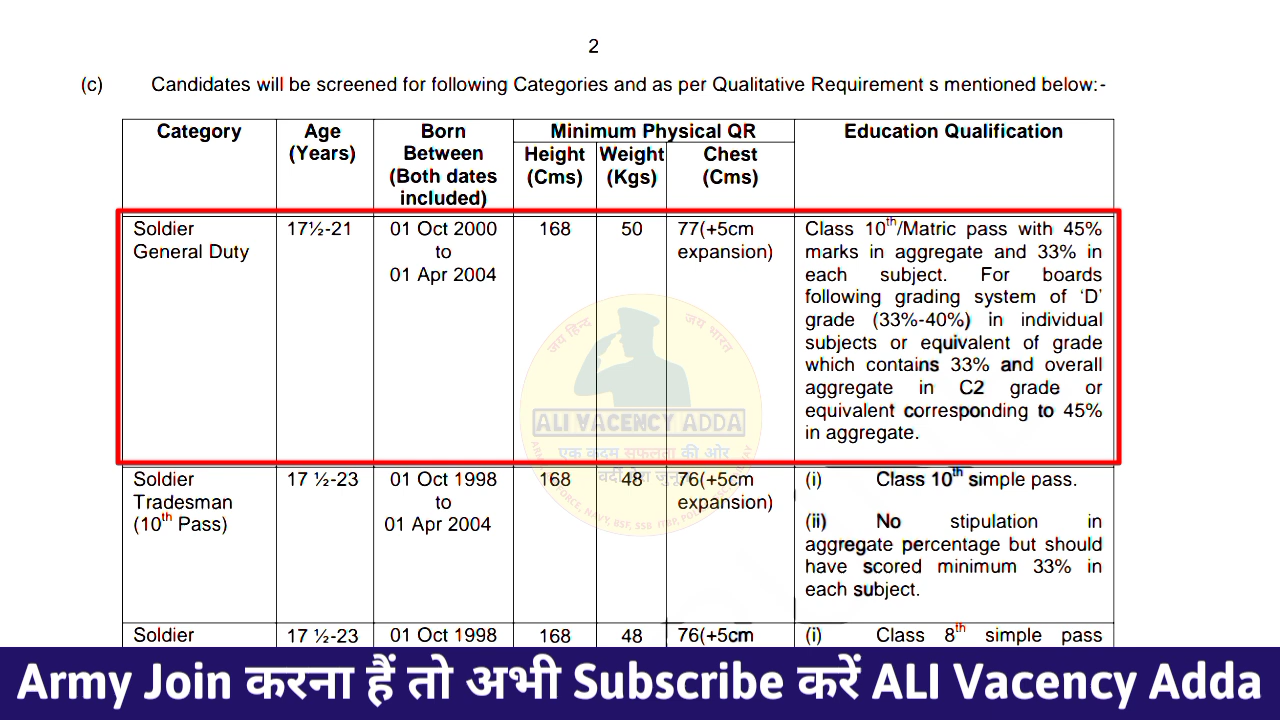 2
(c) Candidates will be screened for following Categories and as per Qualitative Requirement s mentioned below:-
Category Age (Years) Born Between (Both dates included) Minimum Physical QR Education Qualification
Height (Cms) Weight (Kgs) Chest (Cms)
Soldier 17½-21 01 Oct 2000 168 50 77(+5cm Class 10th/Matric pass with 45%
General Duty to expansion) marks in aggregate and 33% in
01 Apr 2004 each subject. For boards
following grading system of ‘D’
grade (33%-40%) in individual
subjects or equivalent of grade
which contains 33% and overall
aggregate in C2 grade or
equivalent corresponding to 45%
in aggregate.
जय हिन्द जय भारत
ALI VACENCY ADDA
एक कदम सफलता की ओर
Soldier 17 ½-23 01 Oct 1998 168 48 76(+5cm (i) Class 10th simple pass.
Tradesman to expansion)
(10th Pass) 01 Apr 2004 (ii) No stipulation in
aggregate percentage but should
have scored minimum 33% in
each subject.
Soldier 17 ½-23 01 Oct 1998 168 48 76(+5cm (i) Class 8th simple pass
Army Join करना हैं तो अभी Subscribe करें ALI Vacency Adda